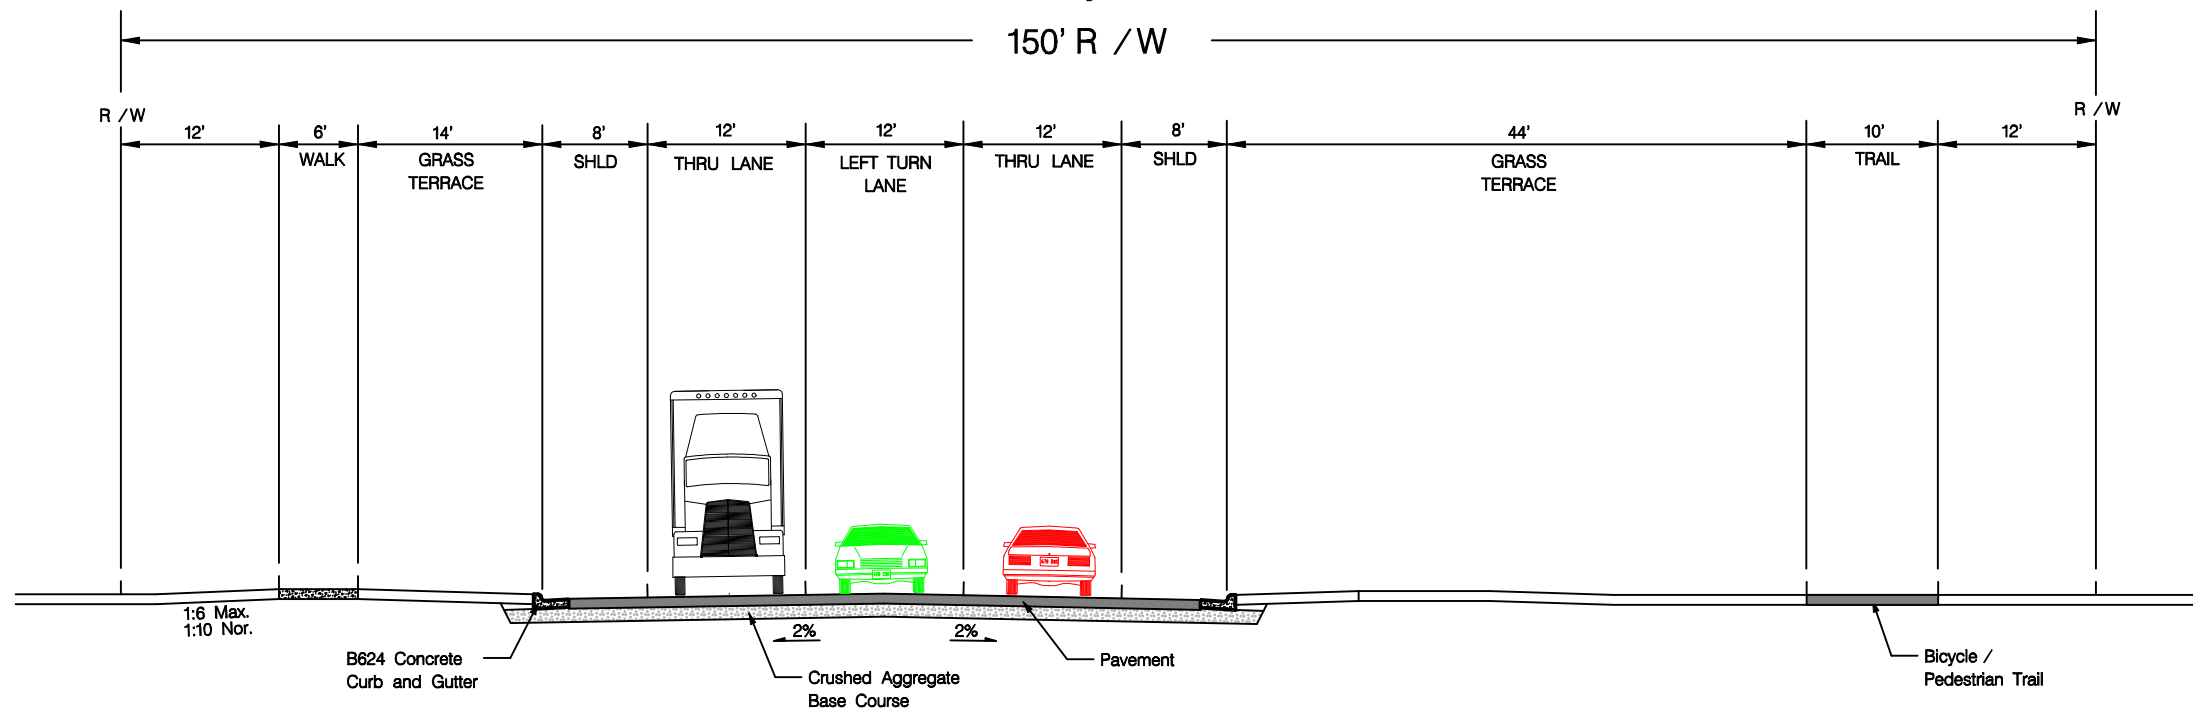 150' R /W
R /W
R /W
12'
6'
14'
8'
12'
12'
12'
8'
44'
10'
12'
WALK
GRASS
TERRACE
SHLD
THRU LANE
LEFT TURN
LANE
THRU LANE
SHLD
GRASS
TERRACE
TRAIL
1:6 Max.
1:10 Nor.
2%
2%
B624 Concrete
Curb and Gutter
Crushed Aggregate
Base Course
Pavement
Bicycle /
Pedestrian Trail